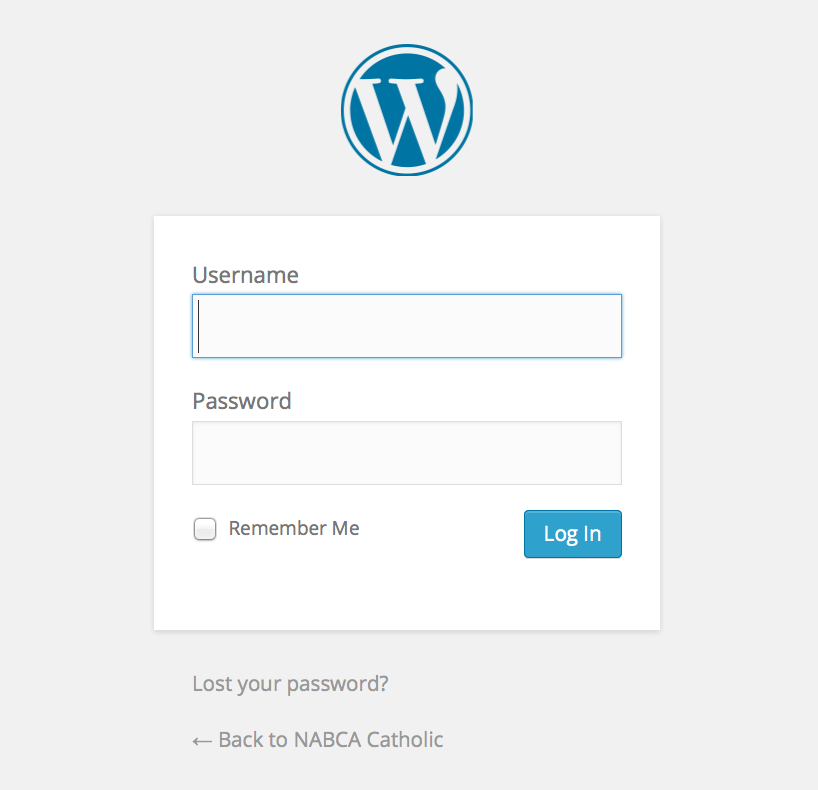 Username
Password
Remember Me
Log In
Lost your password?
← Back to NABCA Catholic